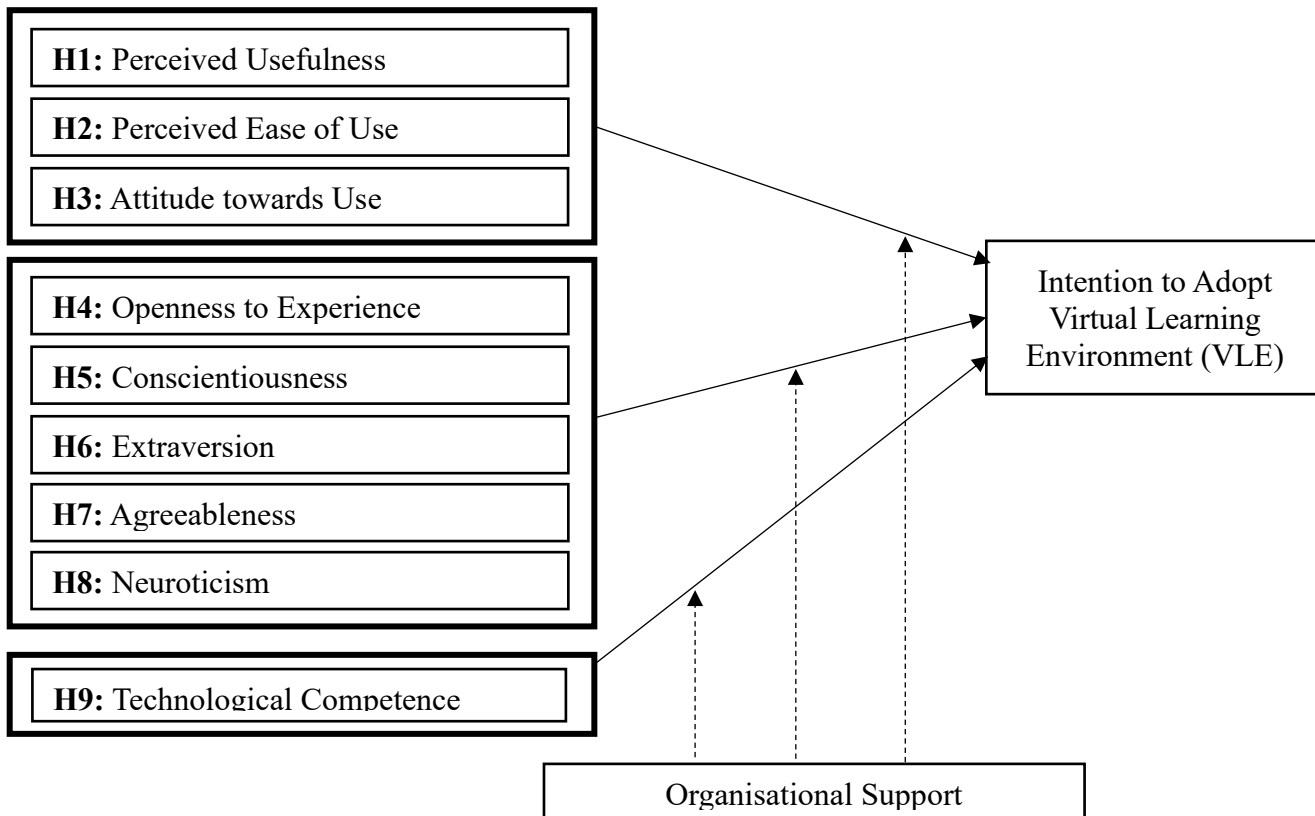 H1: Perceived Usefulness
H2: Perceived Ease of Use
H3: Attitude towards Use
H4: Openness to Experience
H5: Conscientiousness
H6: Extraversion
H7: Agreeableness
H8: Neuroticism
H9: Technological Competence
Intention to Adopt
Virtual Learning
Environment (VLE)
Organisational Support